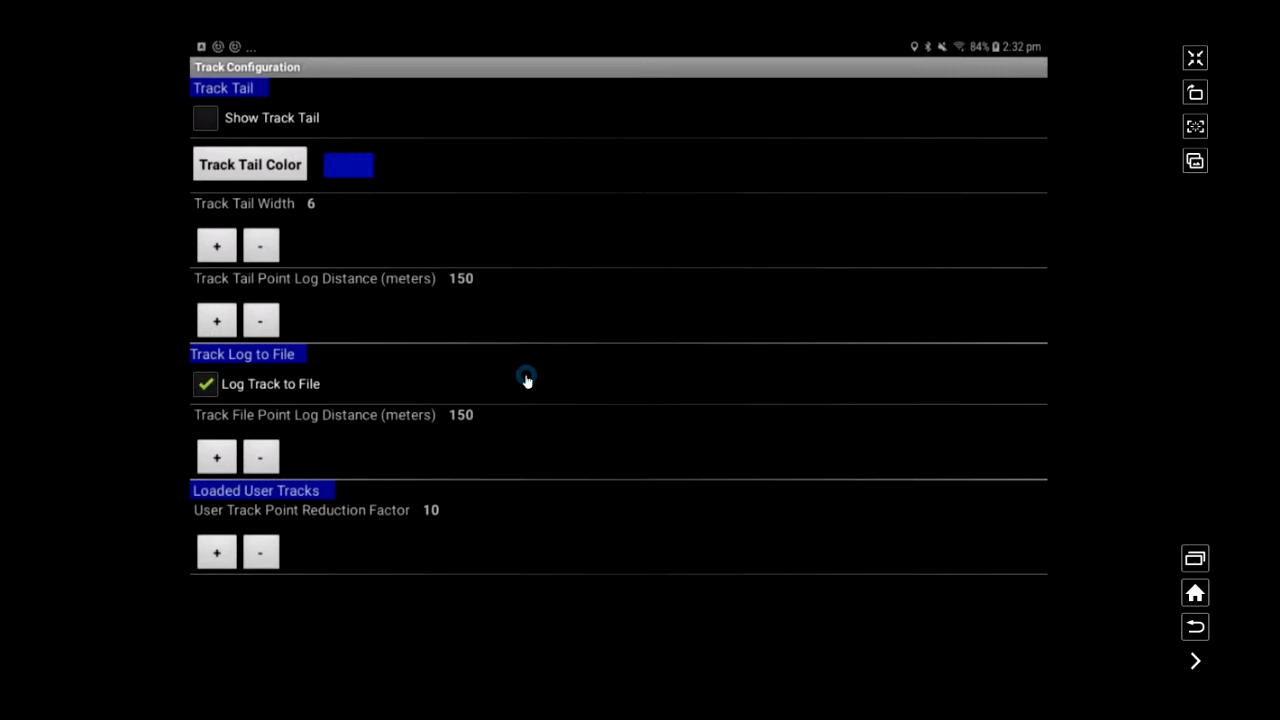 ... 84% 2:32 pm
Track Configuration
Track Tail
Show Track Tail
Track Tail Color
Track Tail Width 6
+ -
Track Tail Point Log Distance (meters) 150
+ -
Track Log to File
Log Track to File
Track File Point Log Distance (meters) 150
+ -
Loaded User Tracks
User Track Point Reduction Factor 10
+ -